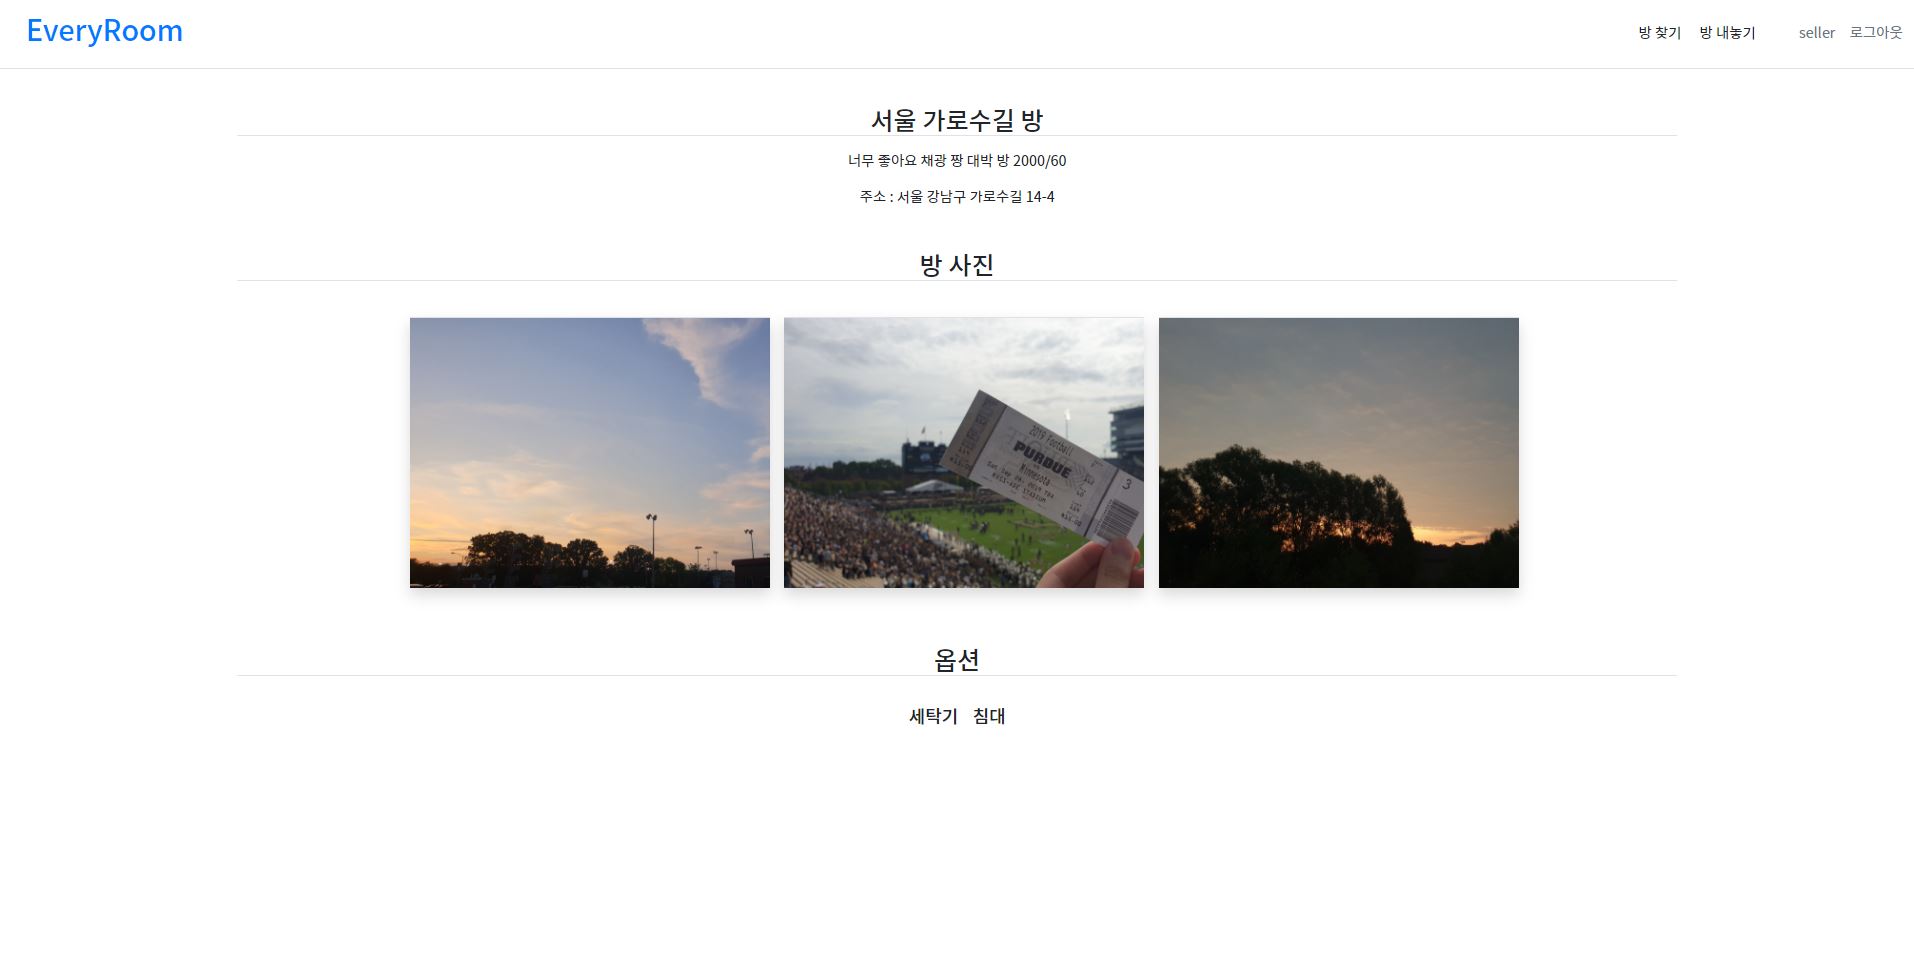 EveryRoom
방 찾기 방 내놓기 seller 로그아웃
서울 가로수길 방
너무 좋아요 채광 짱 대박 방 2000/60
주소 : 서울 강남구 가로수길 14-4
방 사진
2019 Football
PURDUE
Minnesota
3
옵션
세탁기 침대